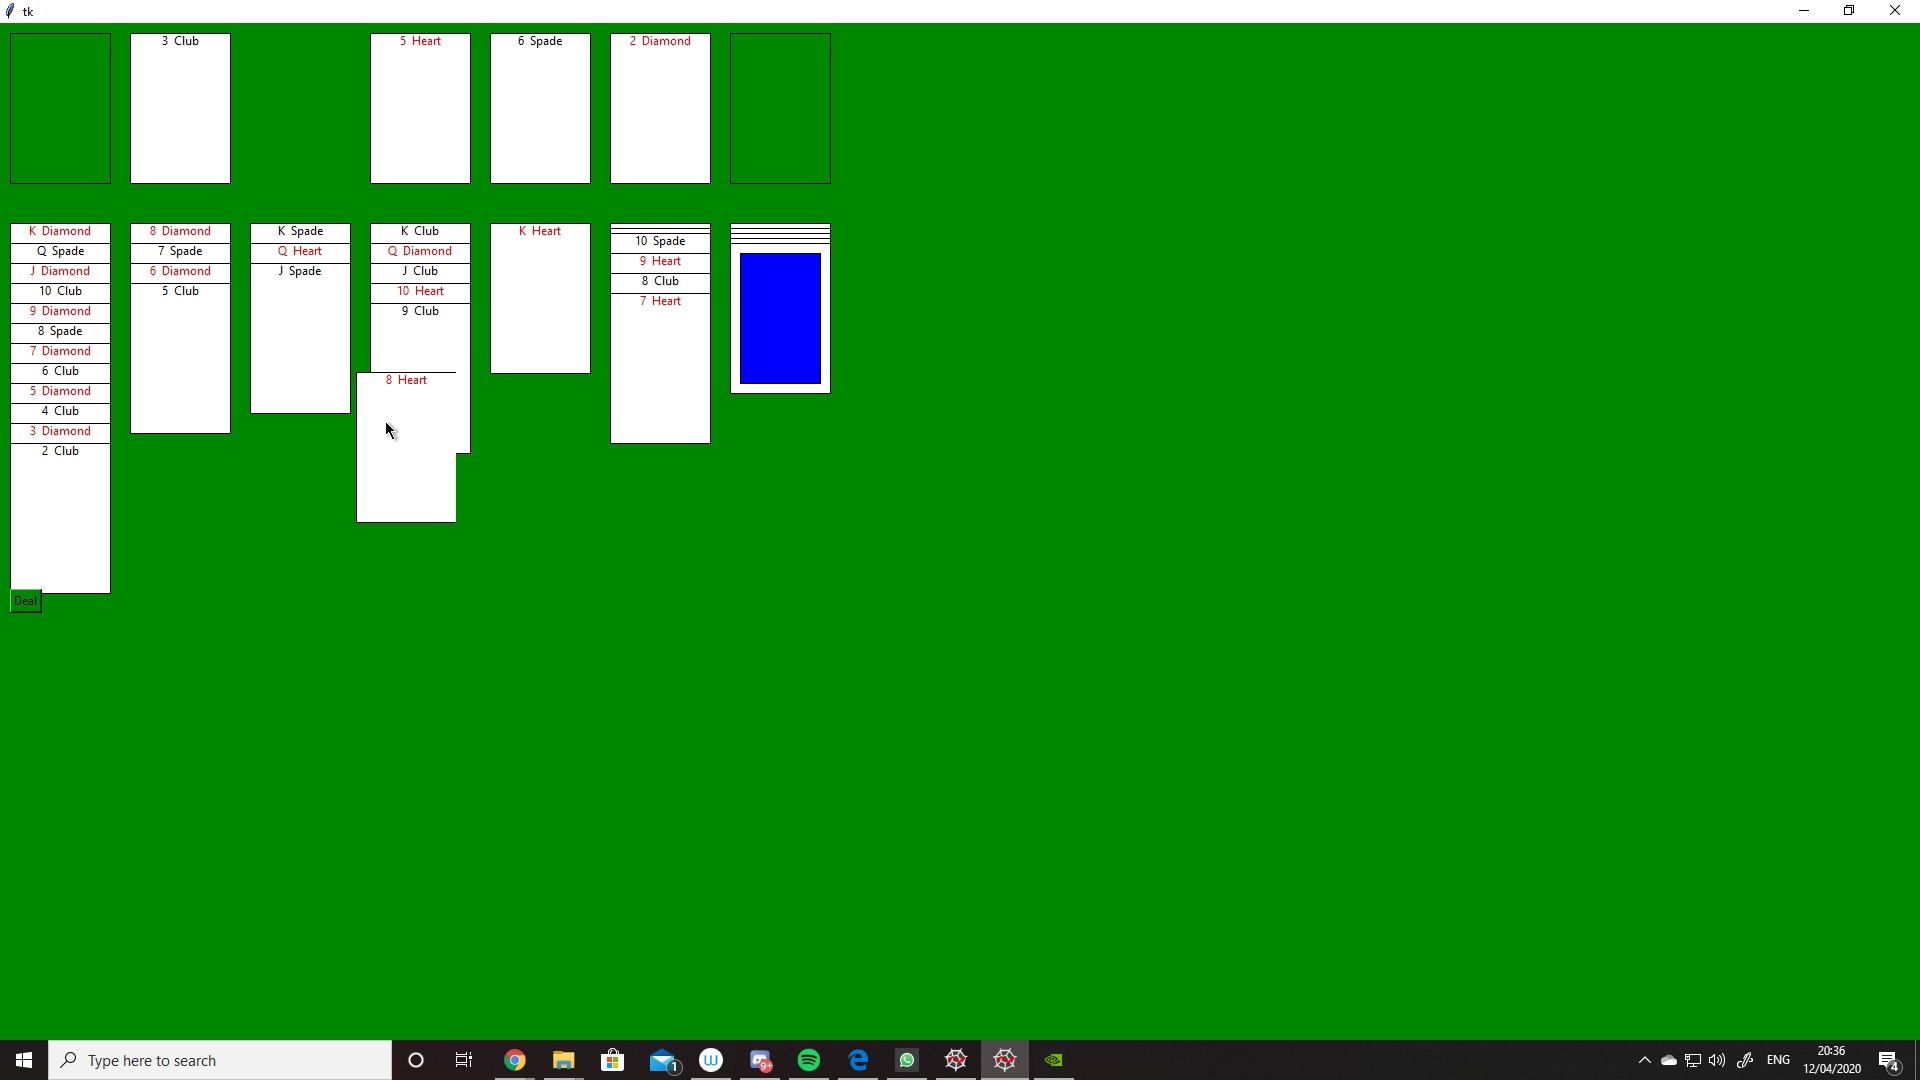 tk
3 Club
5 Heart
6 Spade
2 Diamond
K Diamond
Q Spade
J Diamond
10 Club
9 Diamond
8 Spade
7 Diamond
6 Club
5 Diamond
4 Club
3 Diamond
2 Club
8 Diamond
7 Spade
6 Diamond
5 Club
K Spade
Q Heart
J Spade
K Club
Q Diamond
J Club
10 Heart
9 Club
8 Heart
K Heart
10 Spade
9 Heart
8 Club
7 Heart
Deal
Type here to search
1
W
9+
ENG
20:36
12/04/2020
4